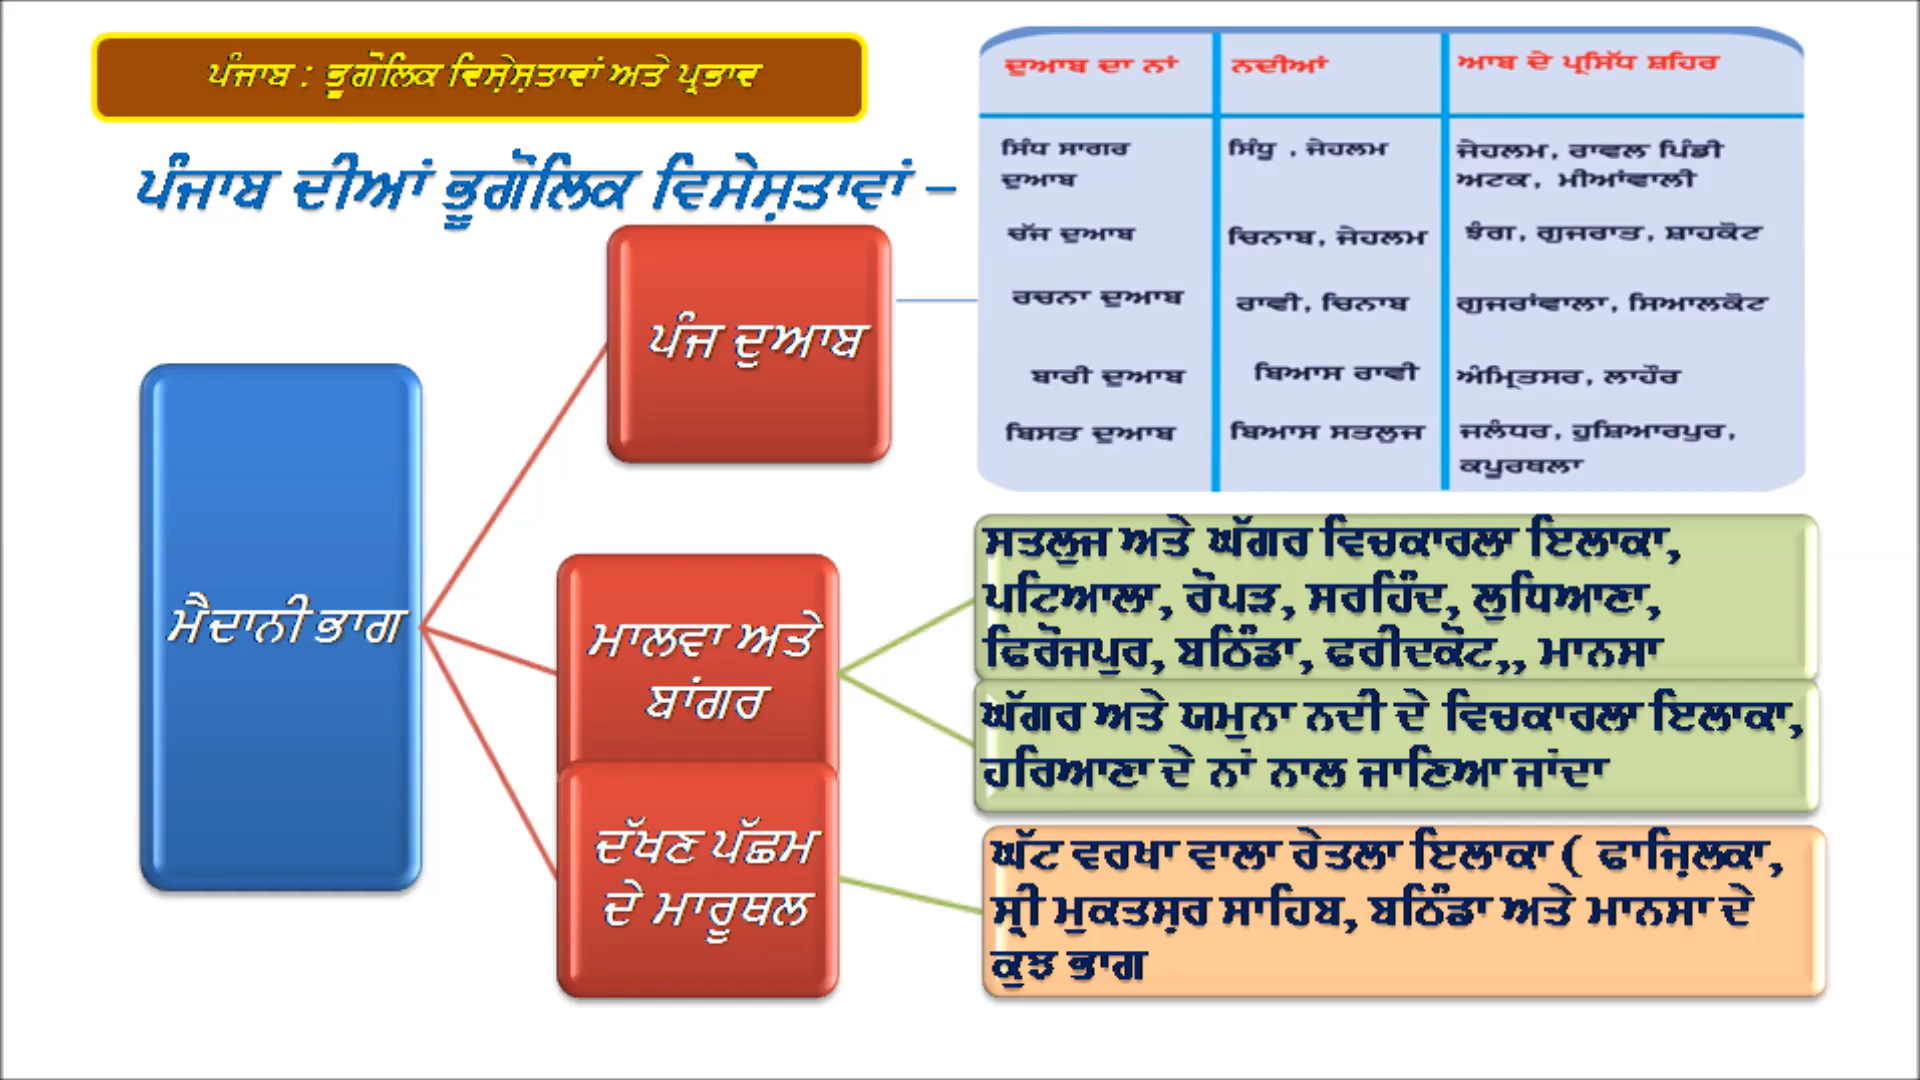 ਪੰਜਾਬ : ਭੂਗੋਲਿਕ ਵਿਸ਼ੇਸ਼ਤਾਵਾਂ ਅਤੇ ਪ੍ਰਭਾਵ
ਪੰਜਾਬ ਦੀਆਂ ਭੂਗੋਲਿਕ ਵਿਸੇਸ਼ਤਾਵਾਂ –
ਮੈਦਾਨੀ ਭਾਗ
ਪੰਜ ਦੁਆਬ
ਦੁਆਬ ਦਾ ਨਾਂ ਨਦੀਆਂ ਆਬ ਦੇ ਪ੍ਰਸਿੱਧ ਸ਼ਹਿਰ
ਸਿੰਧ ਸਾਗਰ ਸਿੰਧੂ , ਜੇਹਲਮ ਜੇਹਲਮ, ਰਾਵਲ ਪਿੰਡੀ
ਦੁਆਬ ਅਟਕ, ਮੀਆਂਵਾਲੀ
ਚੱਜ ਦੁਆਬ ਚਿਨਾਬ, ਜੇਹਲਮ ਝੰਗ, ਗੁਜਰਾਤ, ਸ਼ਾਹਕੋਟ
ਰਚਨਾ ਦੁਆਬ ਰਾਵੀ, ਚਿਨਾਬ ਗੁਜਰਾਂਵਾਲਾ, ਸਿਆਲਕੋਟ
ਬਾਰੀ ਦੁਆਬ ਬਿਆਸ ਰਾਵੀ ਅੰਮ੍ਰਿਤਸਰ, ਲਾਹੌਰ
ਬਿਸਤ ਦੁਆਬ ਬਿਆਸ ਸਤਲੁਜ ਜਲੰਧਰ, ਹੁਸ਼ਿਆਰਪੁਰ,
ਕਪੂਰਥਲਾ
ਮਾਲਵਾ ਅਤੇ
ਬਾਂਗਰ
ਸਤਲੁਜ ਅਤੇ ਘੱਗਰ ਵਿਚਕਾਰਲਾ ਇਲਾਕਾ,
ਪਟਿਆਲਾ, ਰੋਪੜ, ਸਰਹਿੰਦ, ਲੁਧਿਆਣਾ,
ਫਿਰੋਜਪੁਰ, ਬਠਿੰਡਾ, ਫਰੀਦਕੋਟ,, ਮਾਨਸਾ
ਘੱਗਰ ਅਤੇ ਯਮੁਨਾ ਨਦੀ ਦੇ ਵਿਚਕਾਰਲਾ ਇਲਾਕਾ,
ਹਰਿਆਣਾ ਦੇ ਨਾਂ ਨਾਲ ਜਾਣਿਆ ਜਾਂਦਾ
ਦੱਖਣ ਪੱਛਮ
ਦੇ ਮਾਰੂਥਲ
ਘੱਟ ਵਰਖਾ ਵਾਲਾ ਰੇਤਲਾ ਇਲਾਕਾ ( ਫਾਜ਼ਿਲਕਾ,
ਸ੍ਰੀ ਮੁਕਤਸ਼ਰ ਸਾਹਿਬ, ਬਠਿੰਡਾ ਅਤੇ ਮਾਨਸਾ ਦੇ
ਕੁਝ ਭਾਗ